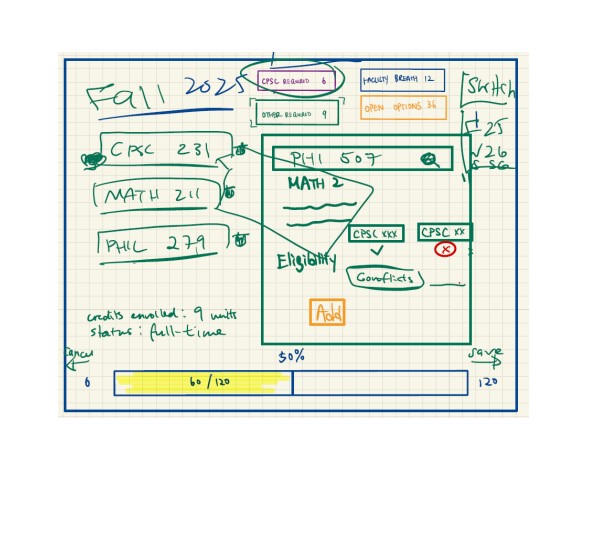 Fall 2025
CPSC REQUIRED 6
FACULTY BREATH 12
OTHER REQUIRED 9
OPEN OPTIONS 36
Switch
F 25
W 26
S SG
CPSC 231
MATH 211
PHIL 279
PHI 507
MATH 2
CPSC XXX
CPSC XX
Eligibility
Conflicts
Add
credits enrolled: 9 units
status: full-time
Cancel
50%
save
0
60/120
120